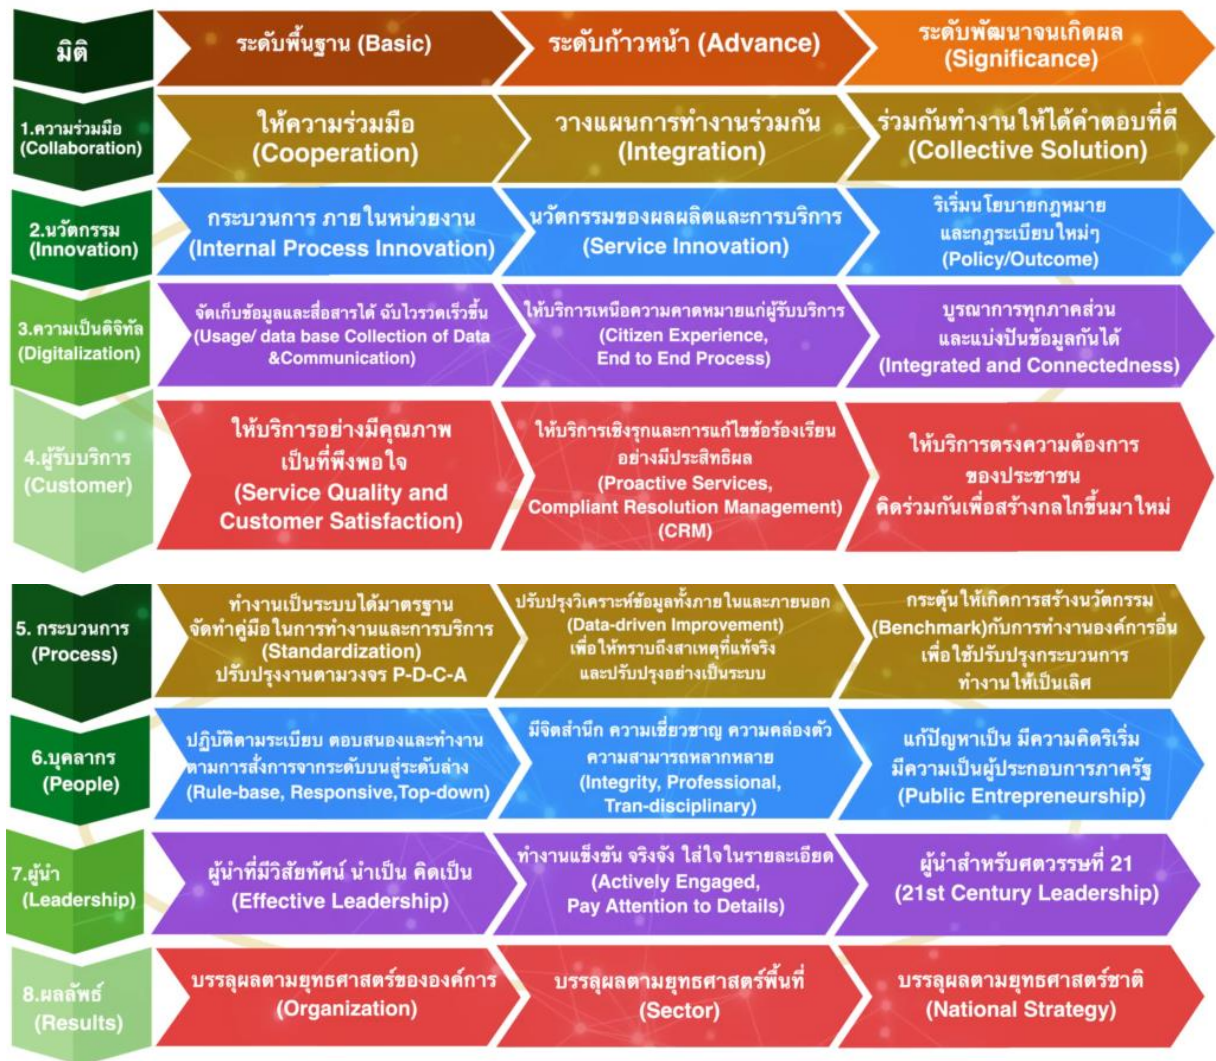 มิติ
ระดับพื้นฐาน (Basic)
ระดับก้าวหน้า (Advance)
ระดับพัฒนาจนเกิดผล
(Significance)
1.ความร่วมมือ
(Collaboration)
ให้ความร่วมมือ
(Cooperation)
วางแผนการทำงานร่วมกัน
(Integration)
ร่วมกันทำงานให้ได้คำตอบที่ดี
(Collective Solution)
2.นวัตกรรม
(Innovation)
กระบวนการ ภายในหน่วยงาน
(Internal Process Innovation)
นวัตกรรมของผลผลิตและการบริการ
(Service Innovation)
ริเริ่มนโยบายกฎหมาย
และกฎระเบียบใหม่ๆ
(Policy/Outcome)
3.ความเป็นดิจิทัล
(Digitalization)
จัดเก็บข้อมูลและสื่อสารได้ ฉับไวรวดเร็วขึ้น
(Usage/ data base Collection of Data
&Communication)
ให้บริการเหนือความคาดหมายแก่ผู้รับบริการ
(Citizen Experience,
End to End Process)
บูรณาการทุกภาคส่วน
และแบ่งปันข้อมูลกันได้
(Integrated and Connectedness)
4.ผู้รับบริการ
(Customer)
ให้บริการอย่างมีคุณภาพ
เป็นที่พึงพอใจ
(Service Quality and
Customer Satisfaction)
ให้บริการเชิงรุกและการแก้ไขข้อร้องเรียน
อย่างมีประสิทธิผล
(Proactive Services,
Compliant Resolution Management)
(CRM)
ให้บริการตรงความต้องการ
ของประชาชน
คิดร่วมกันเพื่อสร้างกลไกขึ้นมาใหม่
5. กระบวนการ
(Process)
ทำงานเป็นระบบได้มาตรฐาน
จัดทำคู่มือในการทำงานและการบริการ
(Standardization)
ปรับปรุงงานตามวงจร P-D-C-A
ปรับปรุงวิเคราะห์ข้อมูลทั้งภายในและภายนอก
(Data-driven Improvement)
เพื่อให้ทราบถึงสาเหตุที่แท้จริง
และปรับปรุงอย่างเป็นระบบ
กระตุ้นให้เกิดการสร้างนวัตกรรม
(Benchmark)กับการทำงานองค์การอื่น
เพื่อใช้ปรับปรุงกระบวนการ
ทำงานให้เป็นเลิศ
6.บุคลากร
(People)
ปฏิบัติตามระเบียบ ตอบสนองและทำงาน
ตามการสั่งการจากระดับบนสู่ระดับล่าง
(Rule-base, Responsive,Top-down)
มีจิตสำนึก ความเชี่ยวชาญ ความคล่องตัว
ความสามารถหลากหลาย
(Integrity, Professional,
Tran-disciplinary)
แก้ปัญหาเป็น มีความคิดริเริ่ม
มีความเป็นผู้ประกอบการภาครัฐ
(Public Entrepreneurship)
7.ผู้นำ
(Leadership)
ผู้นำที่มีวิสัยทัศน์ นำเป็น คิดเป็น
(Effective Leadership)
ทำงานแข็งขัน จริงจัง ใส่ใจในรายละเอียด
(Actively Engaged,
Pay Attention to Details)
ผู้นำสำหรับศตวรรษที่ 21
(21st Century Leadership)
8.ผลลัพธ์
(Results)
บรรลุผลตามยุทธศาสตร์ขององค์การ
(Organization)
บรรลุผลตามยุทธศาสตร์พื้นที่
(Sector)
บรรลุผลตามยุทธศาสตร์ชาติ
(National Strategy)